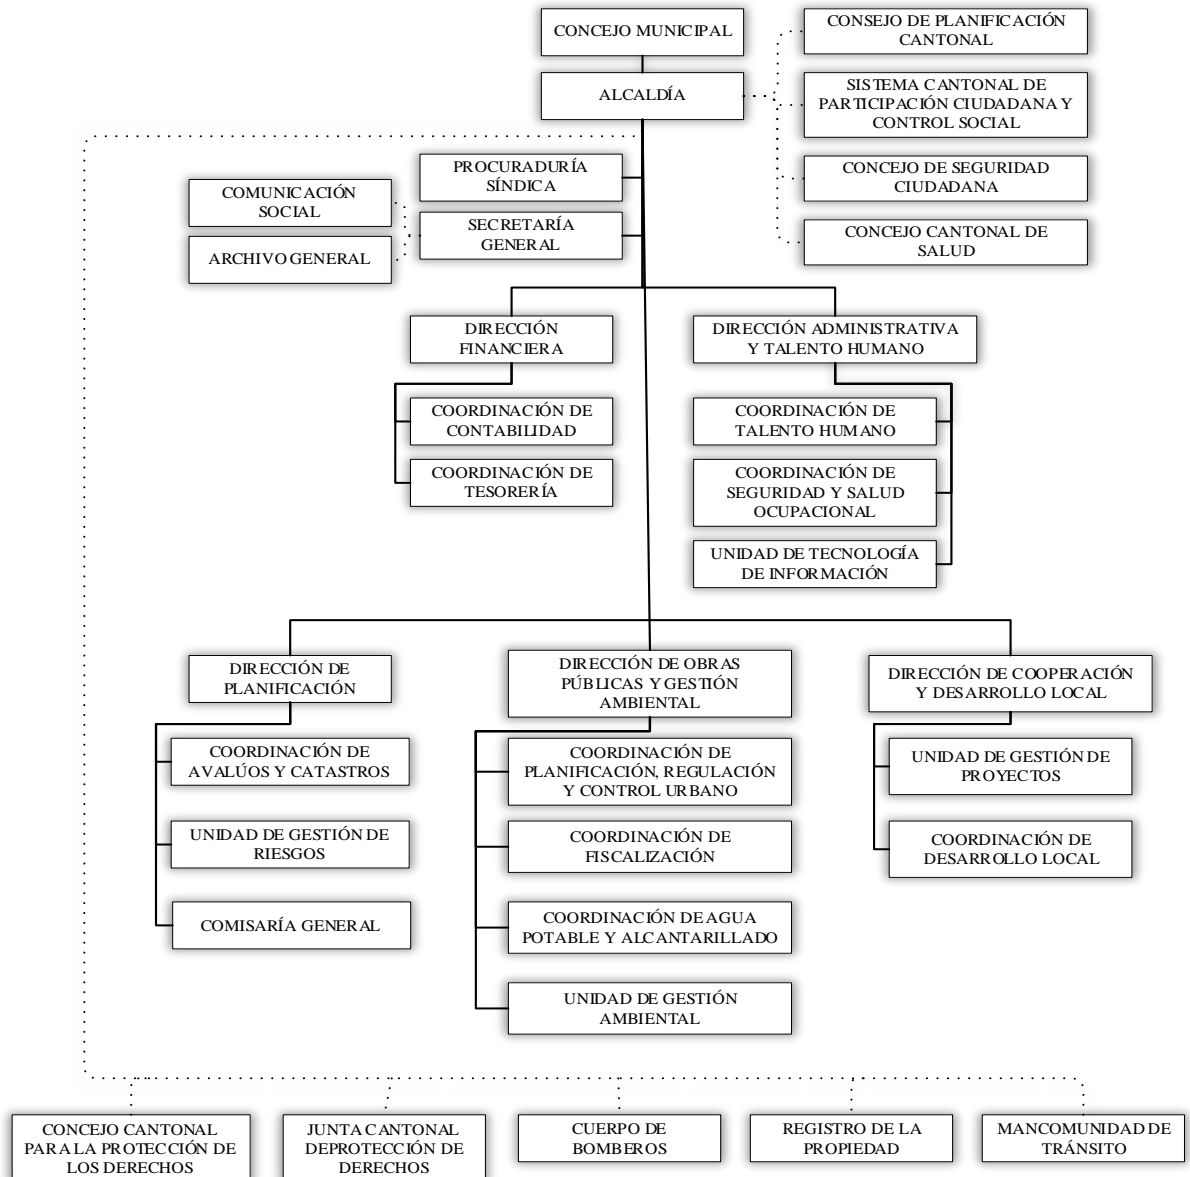 CONCEJO MUNICIPAL
ALCALDÍA
CONSEJO DE PLANIFICACIÓN
CANTONAL
SISTEMA CANTONAL DE
PARTICIPACIÓN CIUDADANA Y
CONTROL SOCIAL
CONCEJO DE SEGURIDAD
CIUDADANA
CONCEJO CANTONAL DE
SALUD
PROCURADURÍA
SÍNDICA
SECRETARÍA
GENERAL
COMUNICACIÓN
SOCIAL
ARCHIVO GENERAL
DIRECCIÓN
FINANCIERA
COORDINACIÓN DE
CONTABILIDAD
COORDINACIÓN DE
TESORERÍA
DIRECCIÓN ADMINISTRATIVA
Y TALENTO HUMANO
COORDINACIÓN DE
TALENTO HUMANO
COORDINACIÓN DE
SEGURIDAD Y SALUD
OCUPACIONAL
UNIDAD DE TECNOLOGÍA
DE INFORMACIÓN
DIRECCIÓN DE
PLANIFICACIÓN
COORDINACIÓN DE
AVALÚOS Y CATASTROS
UNIDAD DE GESTIÓN DE
RIESGOS
COMISARÍA GENERAL
DIRECCIÓN DE OBRAS
PÚBLICAS Y GESTIÓN
AMBIENTAL
COORDINACIÓN DE
PLANIFICACIÓN, REGULACIÓN
Y CONTROL URBANO
COORDINACIÓN DE
FISCALIZACIÓN
COORDINACIÓN DE AGUA
POTABLE Y ALCANTARILLADO
UNIDAD DE GESTIÓN
AMBIENTAL
DIRECCIÓN DE COOPERACIÓN
Y DESARROLLO LOCAL
UNIDAD DE GESTIÓN DE
PROYECTOS
COORDINACIÓN DE
DESARROLLO LOCAL
CONCEJO CANTONAL
PARA LA PROTECCIÓN DE
LOS DERECHOS
JUNTA CANTONAL
DEPROTECCIÓN DE
DERECHOS
CUERPO DE
BOMBEROS
REGISTRO DE LA
PROPIEDAD
MANCOMUNIDAD DE
TRÁNSITO